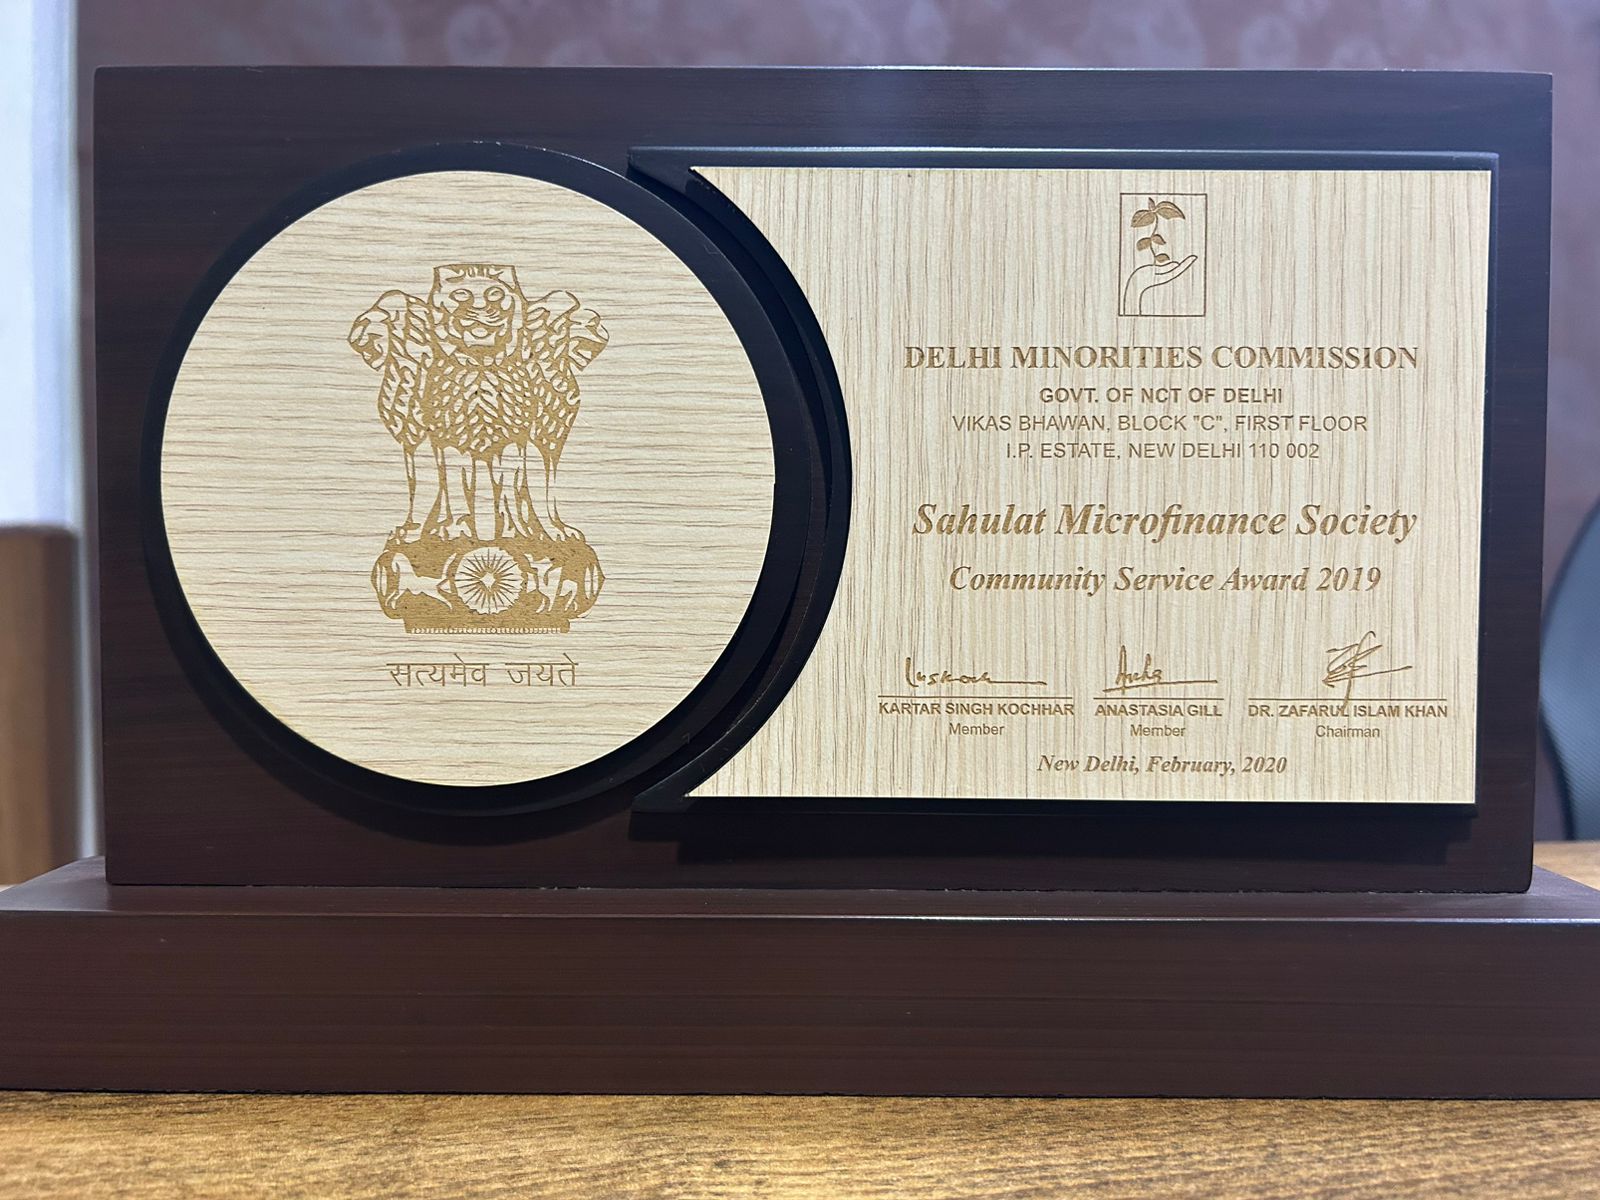 सत्यमेव जयते
DELHI MINORITIES COMMISSION
GOVT. OF NCT OF DELHI
VIKAS BHAWAN, BLOCK "C", FIRST FLOOR
I.P. ESTATE, NEW DELHI 110 002
Sahulat Microfinance Society
Community Service Award 2019
KARTAR SINGH KOCHHAR
Member
ANASTASIA GILL
Member
DR. ZAFARUL ISLAM KHAN
Chairman
New Delhi, February, 2020